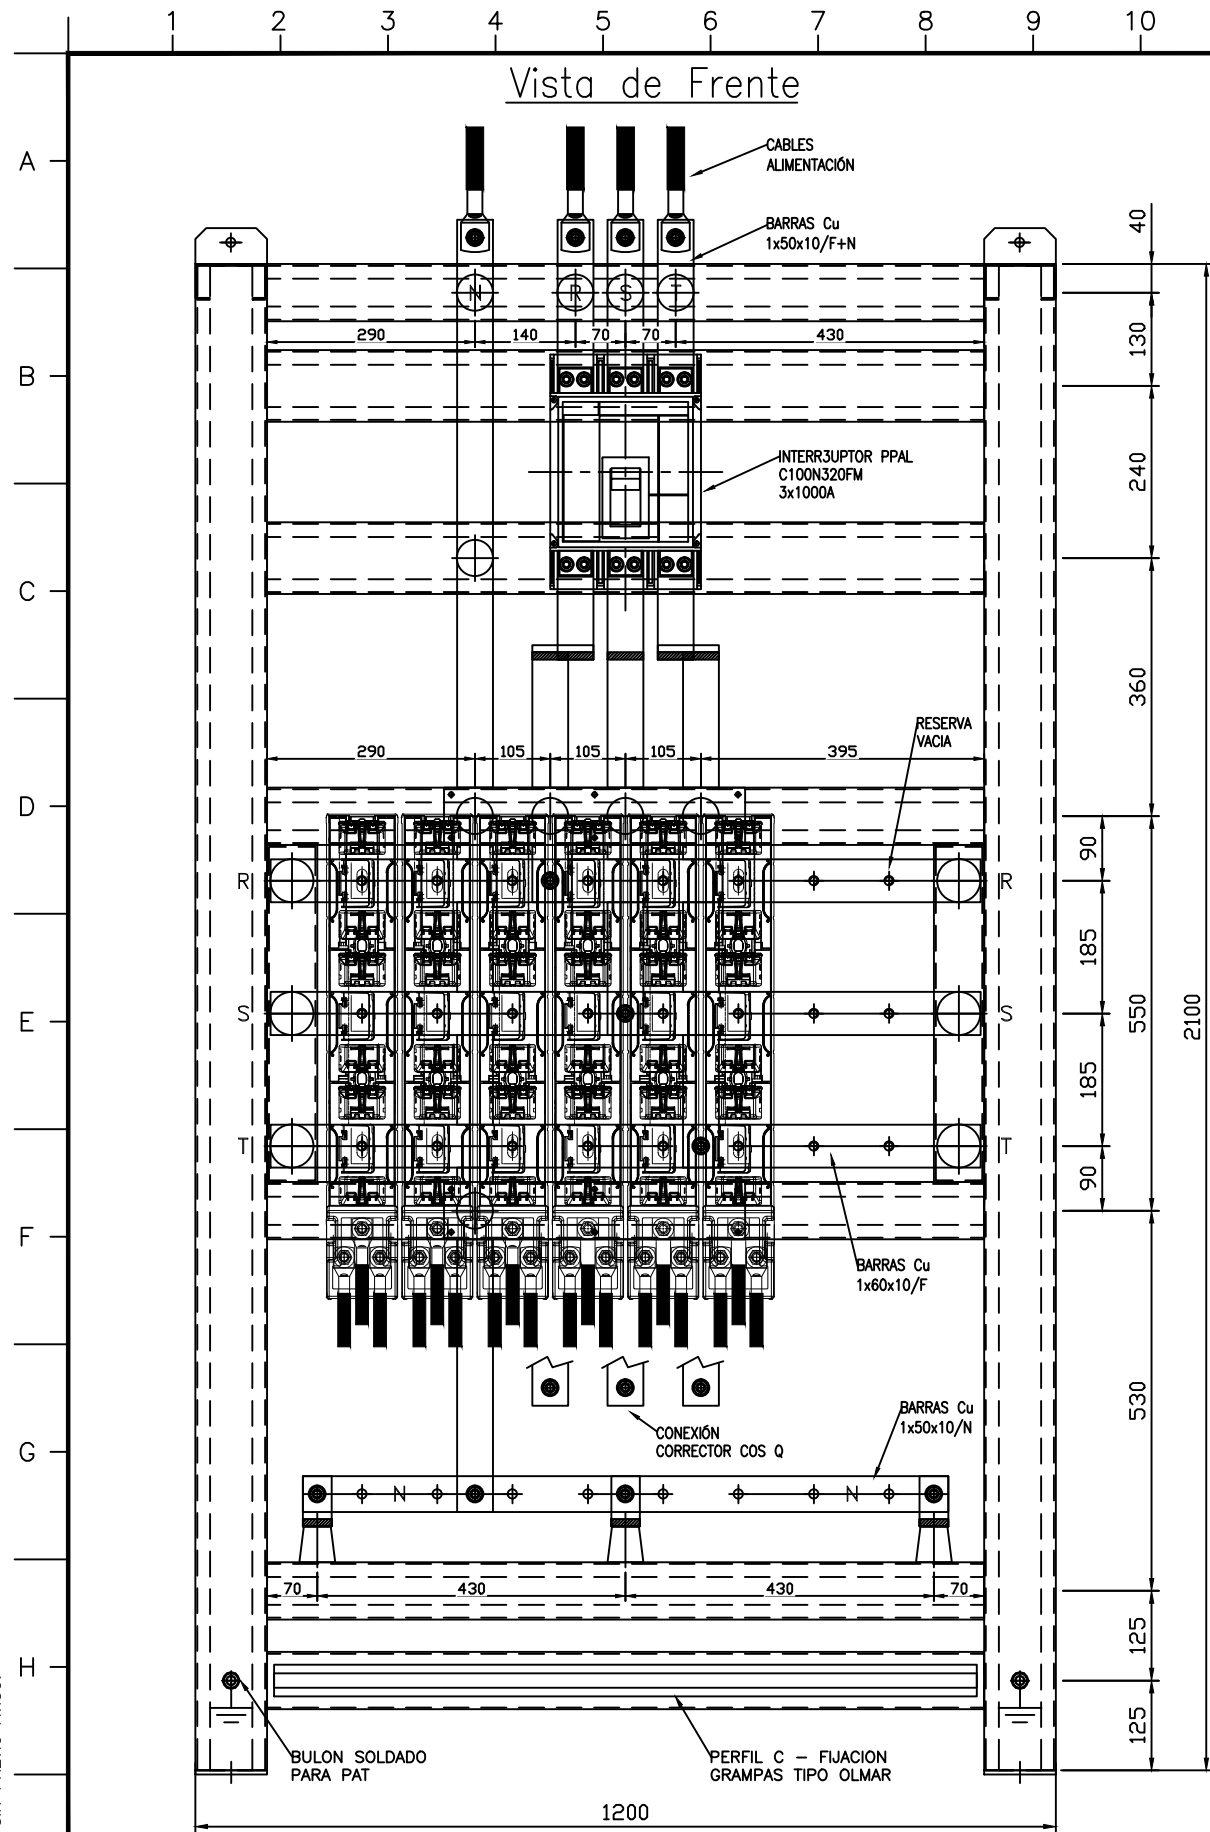 1 2 3 4 5 6 7 8 9 10
Vista de Frente
A
CABLES
ALIMENTACIÓN
BARRAS Cu
1x50x10/F+N
40
N R S T
290 140 70 70 430
130
B
INTERR3UPTOR PPAL
C100N320FM
3x1000A
240
C
360
RESERVA
VACIA
290 105 105 105 395
D
90
R R
185
S S
E
550
2100
185
T T
90
F
BARRAS Cu
1x60x10/F
530
BARRAS Cu
1x50x10/N
CONEXIÓN
CORRECTOR COS Q
G
N N
70 430 430 70
125
H
125
BULON SOLDADO
PARA PAT
PERFIL C – FIJACION
GRAMPAS TIPO OLMAR
1200